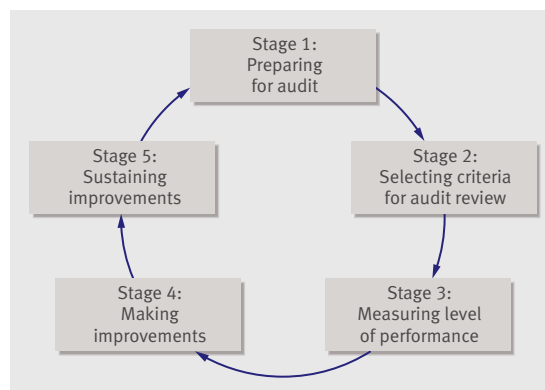 Stage 1:
Preparing
for audit
Stage 2:
Selecting criteria
for audit review
Stage 3:
Measuring level
of performance
Stage 4:
Making
improvements
Stage 5:
Sustaining
improvements